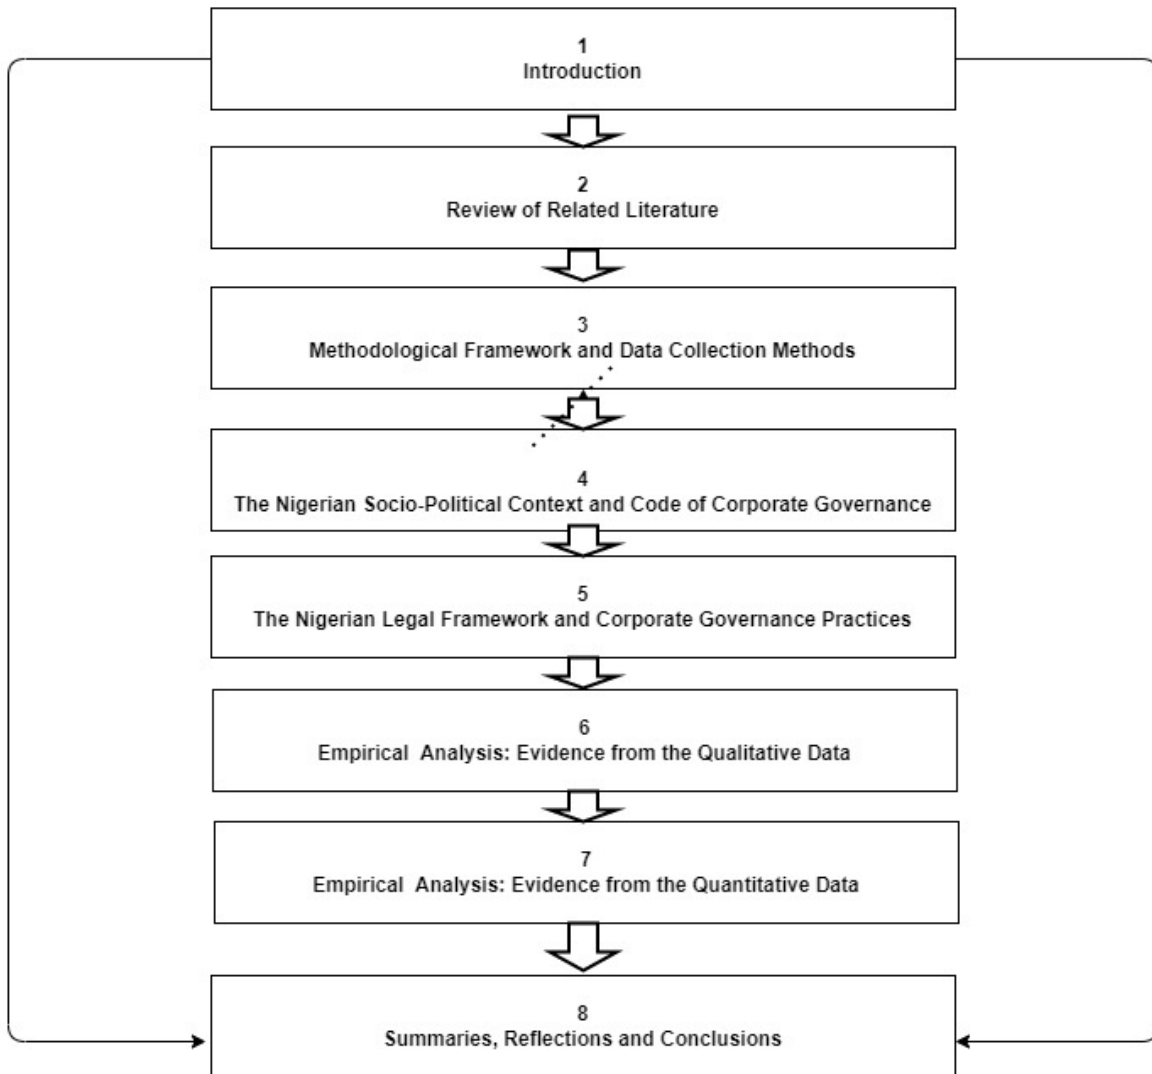 1
Introduction
2
Review of Related Literature
3
Methodological Framework and Data Collection Methods
4
The Nigerian Socio-Political Context and Code of Corporate Governance
5
The Nigerian Legal Framework and Corporate Governance Practices
6
Empirical Analysis: Evidence from the Qualitative Data
7
Empirical Analysis: Evidence from the Quantitative Data
8
Summaries, Reflections and Conclusions